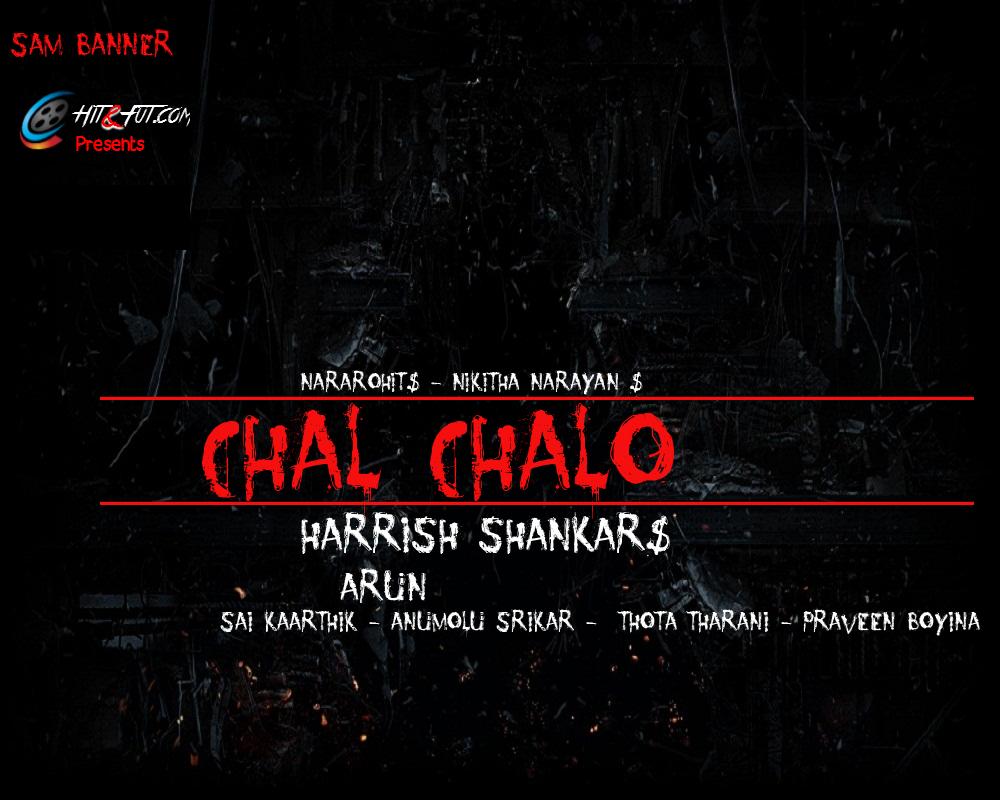 SAM BANNER
HIT&FUT.COM
Presents
NARAROHIT$ - NIKITHA NARAYAN $
CHAL CHALO
HARRISH SHANKAR$
ARUN
SAI KAARTHIK - ANUMOLU SRIKAR - THOTA THARANI - PRAVEEN BOYINA